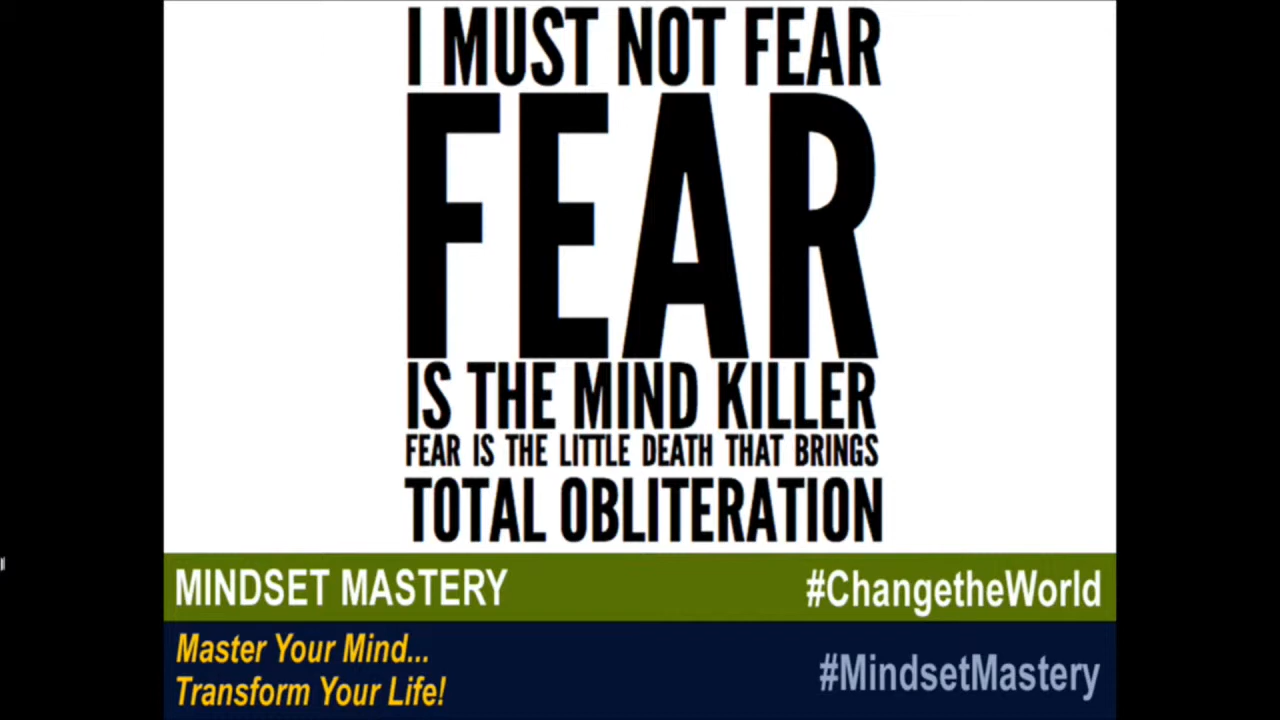 I MUST NOT FEAR
FEAR
IS THE MIND KILLER
FEAR IS THE LITTLE DEATH THAT BRINGS
TOTAL OBLITERATION
MINDSET MASTERY
#ChangetheWorld
Master Your Mind...
Transform Your Life!
#MindsetMastery